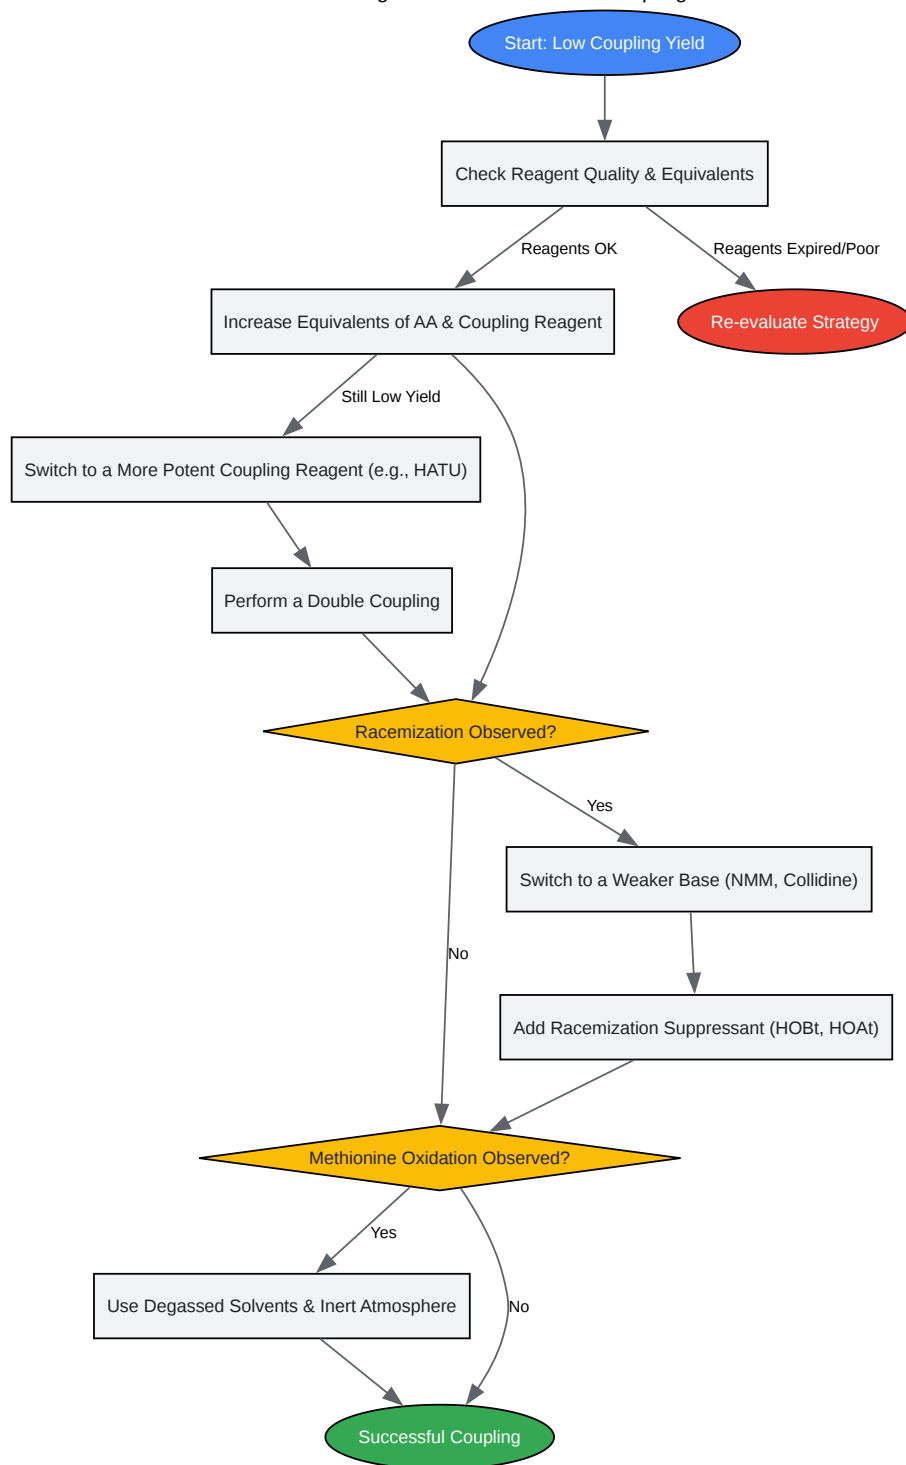 Start: Low Coupling Yield
Check Reagent Quality & Equivalents
Reagents OK
Reagents Expired/Poor
Increase Equivalents of AA & Coupling Reagent
Re-evaluate Strategy
Still Low Yield
Switch to a More Potent Coupling Reagent (e.g., HATU)
Perform a Double Coupling
Racemization Observed?
Yes
Switch to a Weaker Base (NMM, Collidine)
No
Add Racemization Suppressant (HOBt, HOAt)
Methionine Oxidation Observed?
Yes
Use Degassed Solvents & Inert Atmosphere
No
Successful Coupling